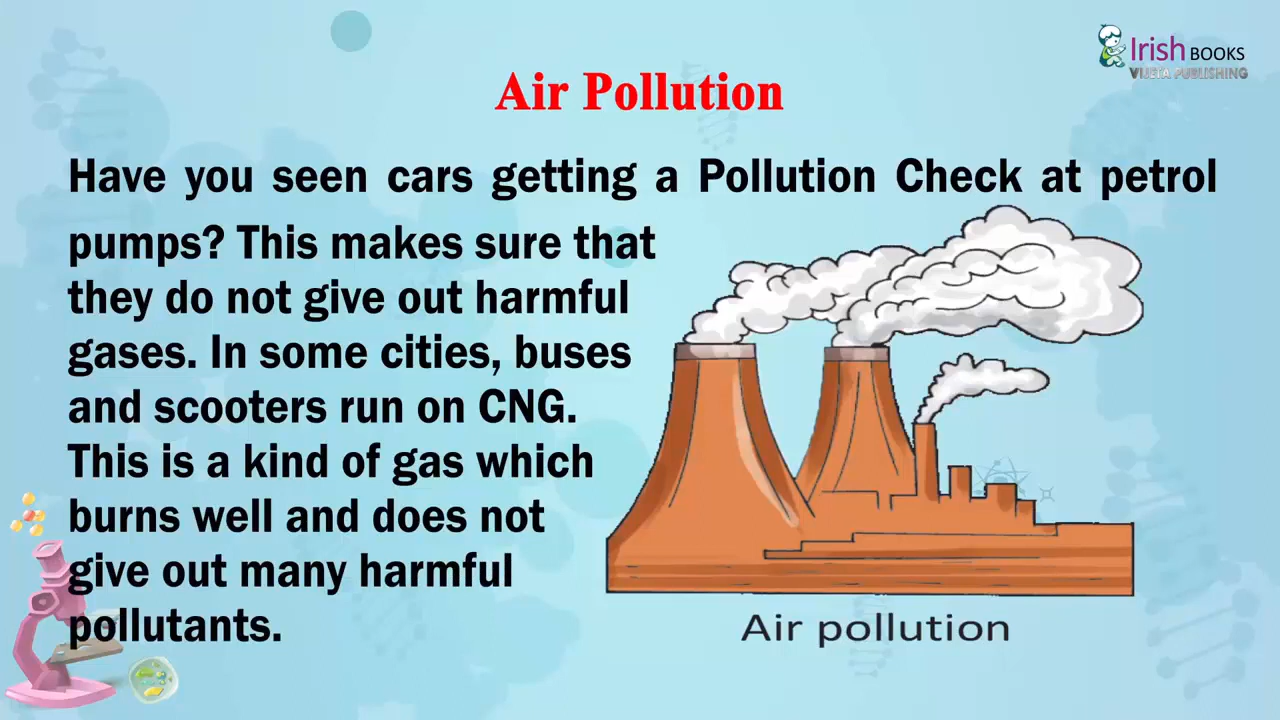 Irish BOOKS
VIJETA PUBLISHING
Air Pollution
Have you seen cars getting a Pollution Check at petrol
pumps? This makes sure that
they do not give out harmful
gases. In some cities, buses
and scooters run on CNG.
This is a kind of gas which
burns well and does not
give out many harmful
pollutants.
Air pollution